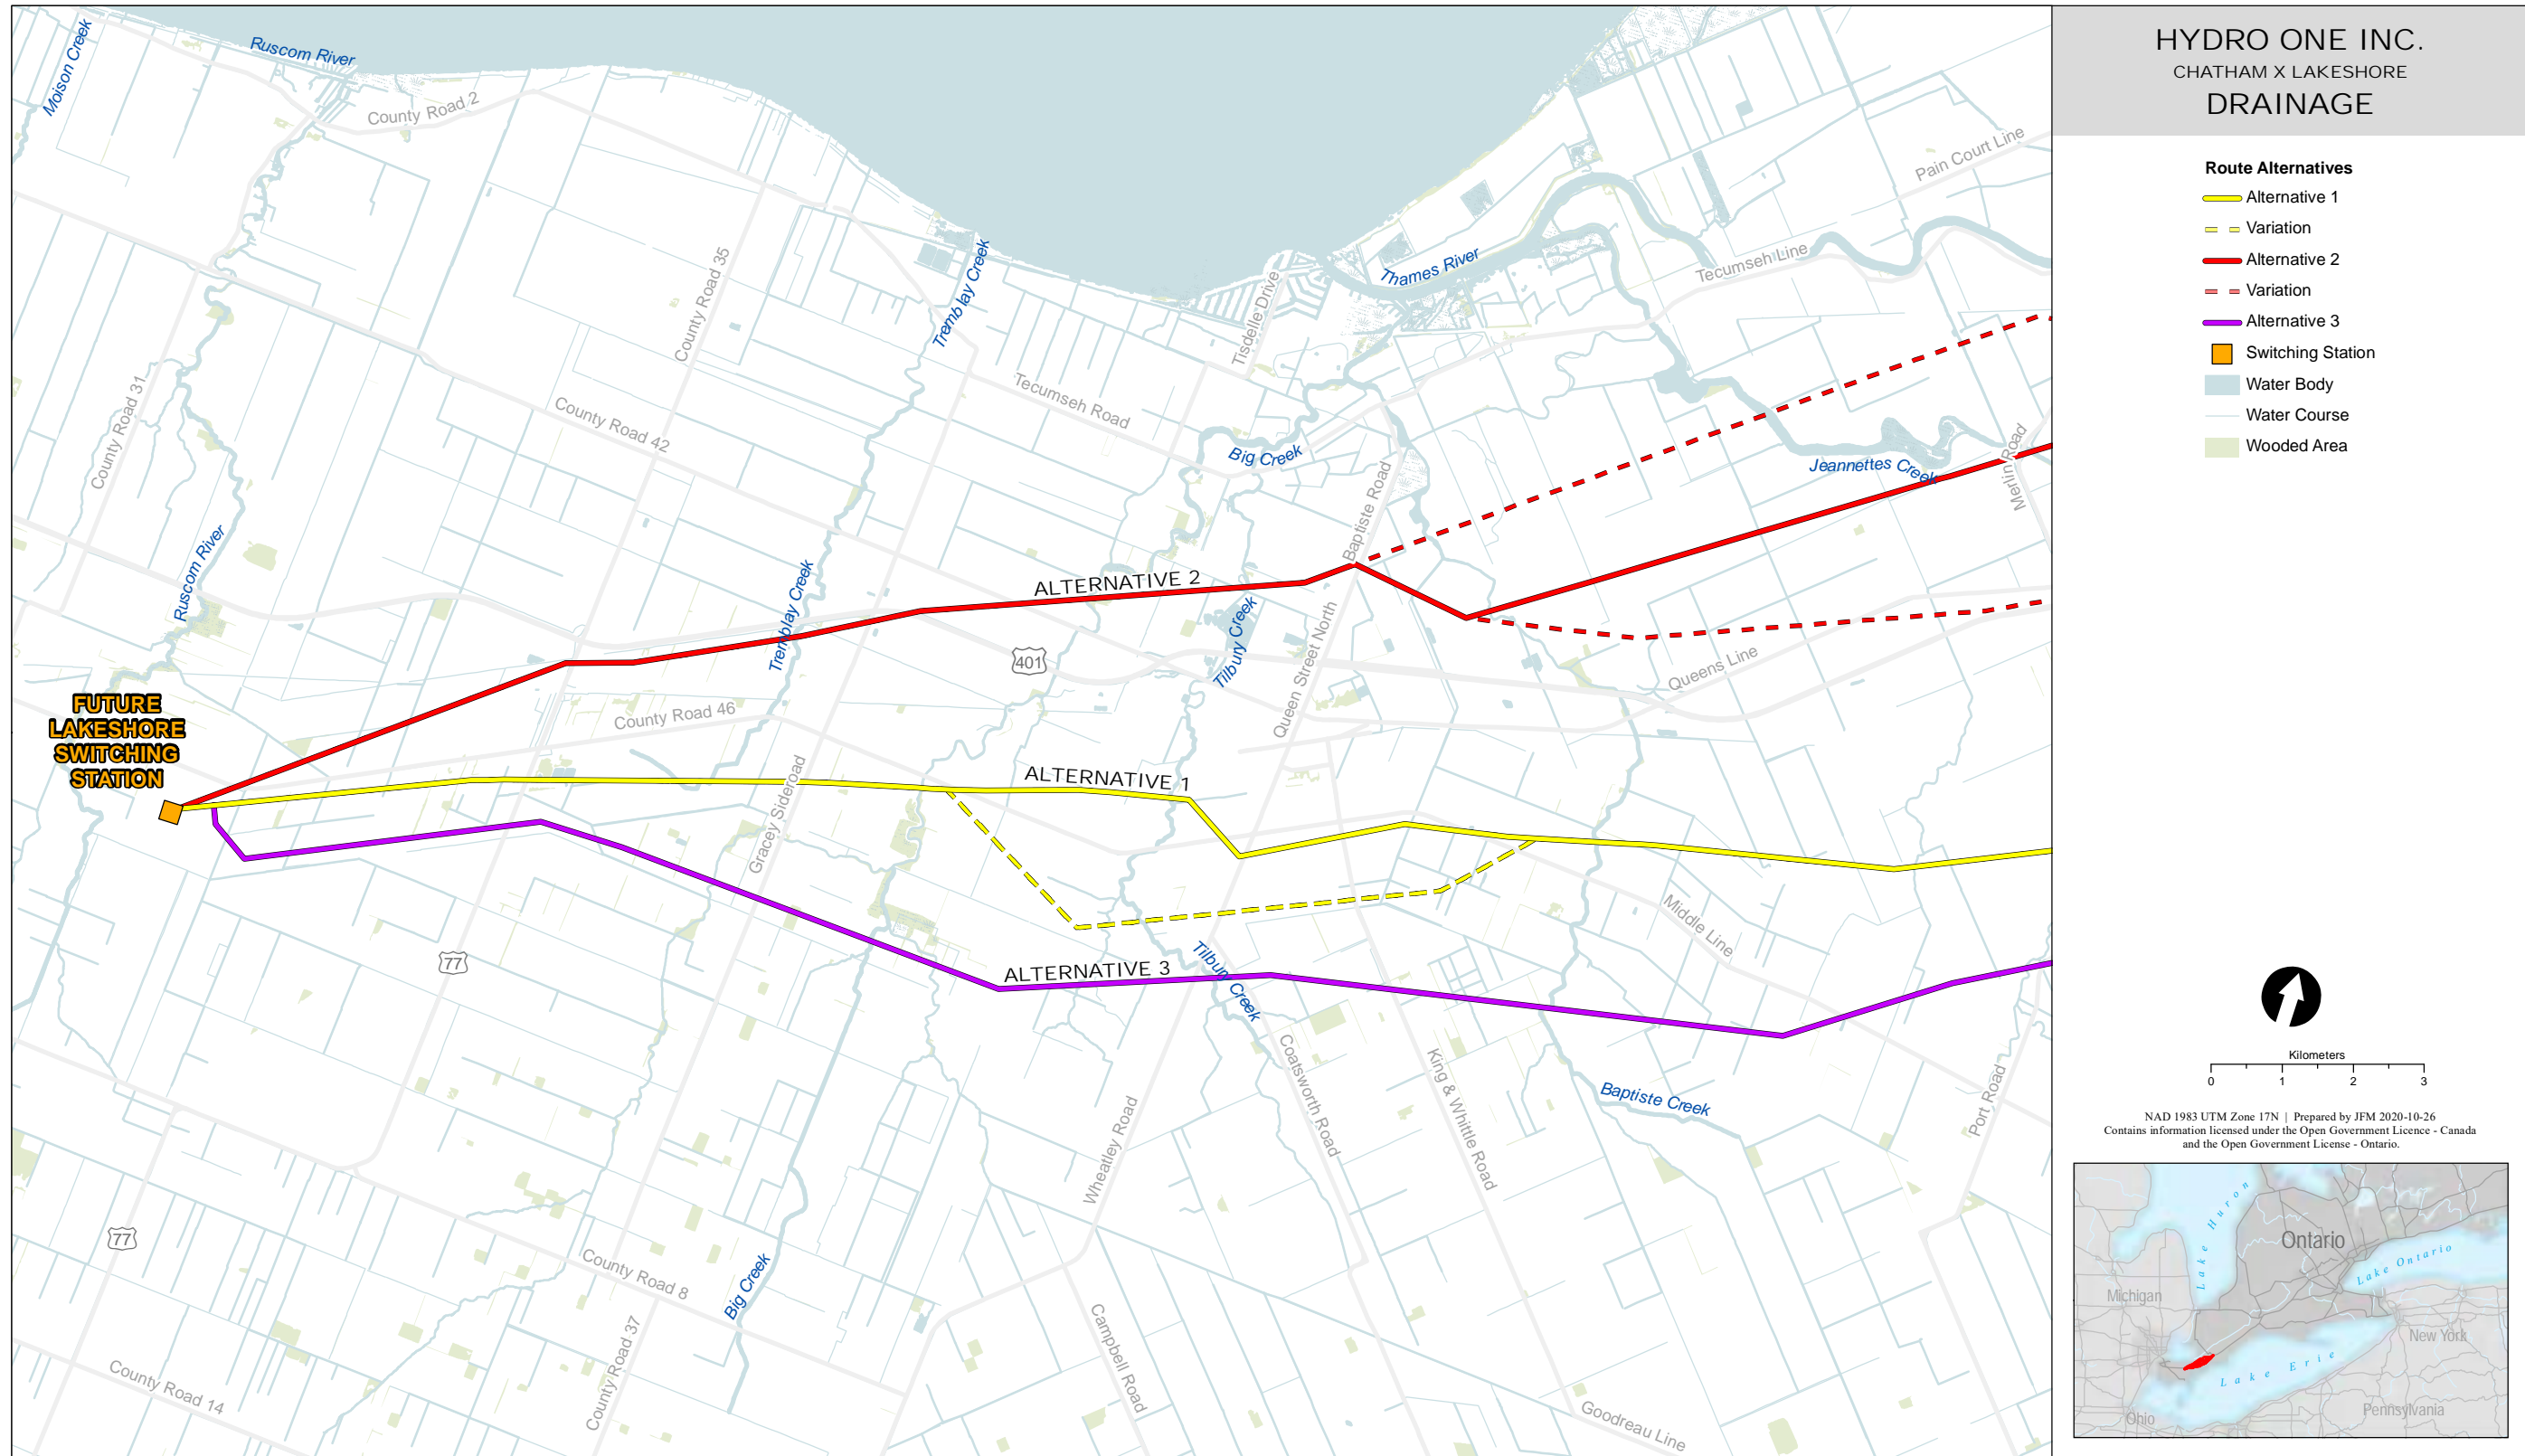 HYDRO ONE INC.
CHATHAM X LAKESHORE
DRAINAGE
Route Alternatives
Alternative 1
Variation
Alternative 2
Variation
Alternative 3
Switching Station
Water Body
Water Course
Wooded Area
Kilometers
0 1 2 3
NAD 1983 UTM Zone 17N | Prepared by JFM 2020-10-26
Contains information licensed under the Open Government Licence - Canada
and the Open Government License - Ontario.
Lake Huron
Ontario
Lake Ontario
Michigan
New York
Lake Erie
Ohio
Pennsylvania
Moison Creek
Ruscom River
County Road 2
Pain Court Line
Thames River
Tecumseh Line
County Road 35
Tremblay Creek
Tisdelle Drive
County Road 31
Tecumseh Road
County Road 42
Big Creek
Baptiste Road
Jeannettes Creek
Merlin Road
Ruscom River
Tremblay Creek
ALTERNATIVE 2
Tilbury Creek
401
Queen Street North
Queens Line
FUTURE
LAKESHORE
SWITCHING
STATION
County Road 46
ALTERNATIVE 1
Gracey Sideroad
Middle Line
77
Tilbury Creek
ALTERNATIVE 3
Coatsworth Road
King & Whittle Road
Baptiste Creek
Port Road
Wheatley Road
77
County Road 8
Big Creek
County Road 37
Campbell Road
County Road 14
Goodreau Line